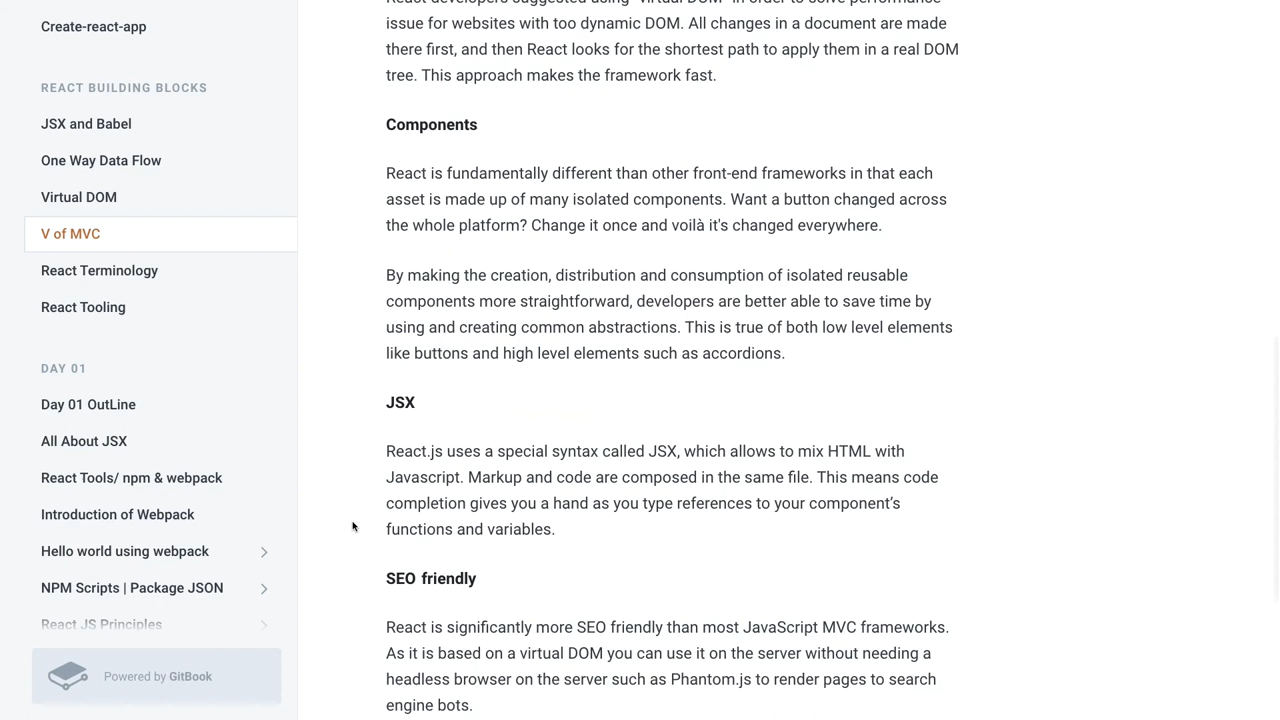 Create-react-app
REACT BUILDING BLOCKS
JSX and Babel
One Way Data Flow
Virtual DOM
V of MVC
React Terminology
React Tooling
DAY 01
Day 01 OutLine
All About JSX
React Tools/ npm & webpack
Introduction of Webpack
Hello world using webpack
NPM Scripts | Package JSON
React JS Principles
Powered by GitBook
React developers suggested using "virtual DOM" in order to solve performance
issue for websites with too dynamic DOM. All changes in a document are made
there first, and then React looks for the shortest path to apply them in a real DOM
tree. This approach makes the framework fast.
Components
React is fundamentally different than other front-end frameworks in that each
asset is made up of many isolated components. Want a button changed across
the whole platform? Change it once and voilà it's changed everywhere.
By making the creation, distribution and consumption of isolated reusable
components more straightforward, developers are better able to save time by
using and creating common abstractions. This is true of both low level elements
like buttons and high level elements such as accordions.
JSX
React.js uses a special syntax called JSX, which allows to mix HTML with
Javascript. Markup and code are composed in the same file. This means code
completion gives you a hand as you type references to your component’s
functions and variables.
SEO friendly
React is significantly more SEO friendly than most JavaScript MVC frameworks.
As it is based on a virtual DOM you can use it on the server without needing a
headless browser on the server such as Phantom.js to render pages to search
engine bots.